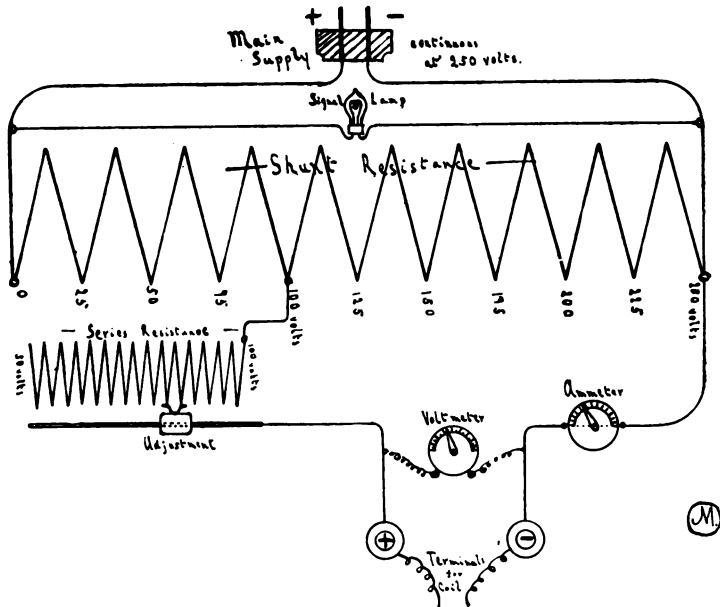 + −
Main
Supply
continuous
at 250 volts.
Signal Lamp
Shunt Resistance
0
25
50
75
100 volts
125
150
175
200
225
250 volts
— Series Resistance —
50 volts
100 volts
Adjustment
Voltmeter
Ammeter
+
−
Terminals
for
Coil
M.